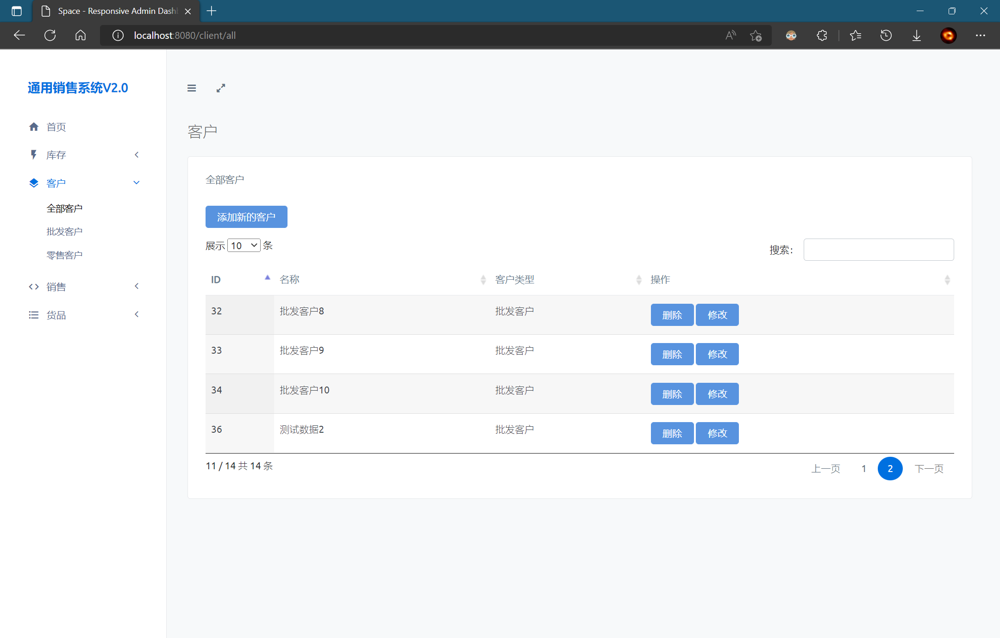 Space - Responsive Admin Dash
localhost:8080/client/all
通用销售系统V2.0
首页
库存
客户
全部客户
批发客户
零售客户
销售
货品
客户
全部客户
添加新的客户
展示 10 条
搜索:
ID 名称 客户类型 操作
32 批发客户8 批发客户 删除 修改
33 批发客户9 批发客户 删除 修改
34 批发客户10 批发客户 删除 修改
36 测试数据2 批发客户 删除 修改
11 / 14 共 14 条
上一页 1 2 下一页